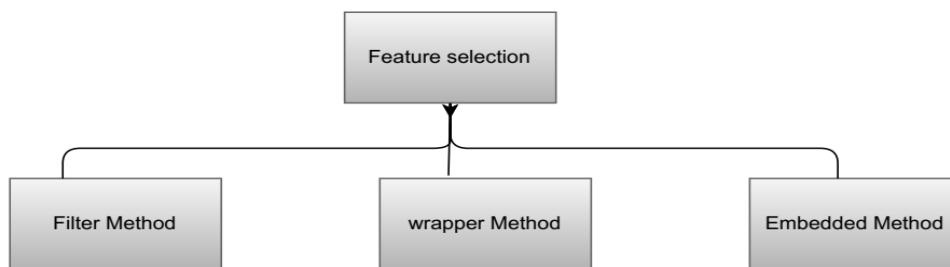 Feature selection
Filter Method
wrapper Method
Embedded Method